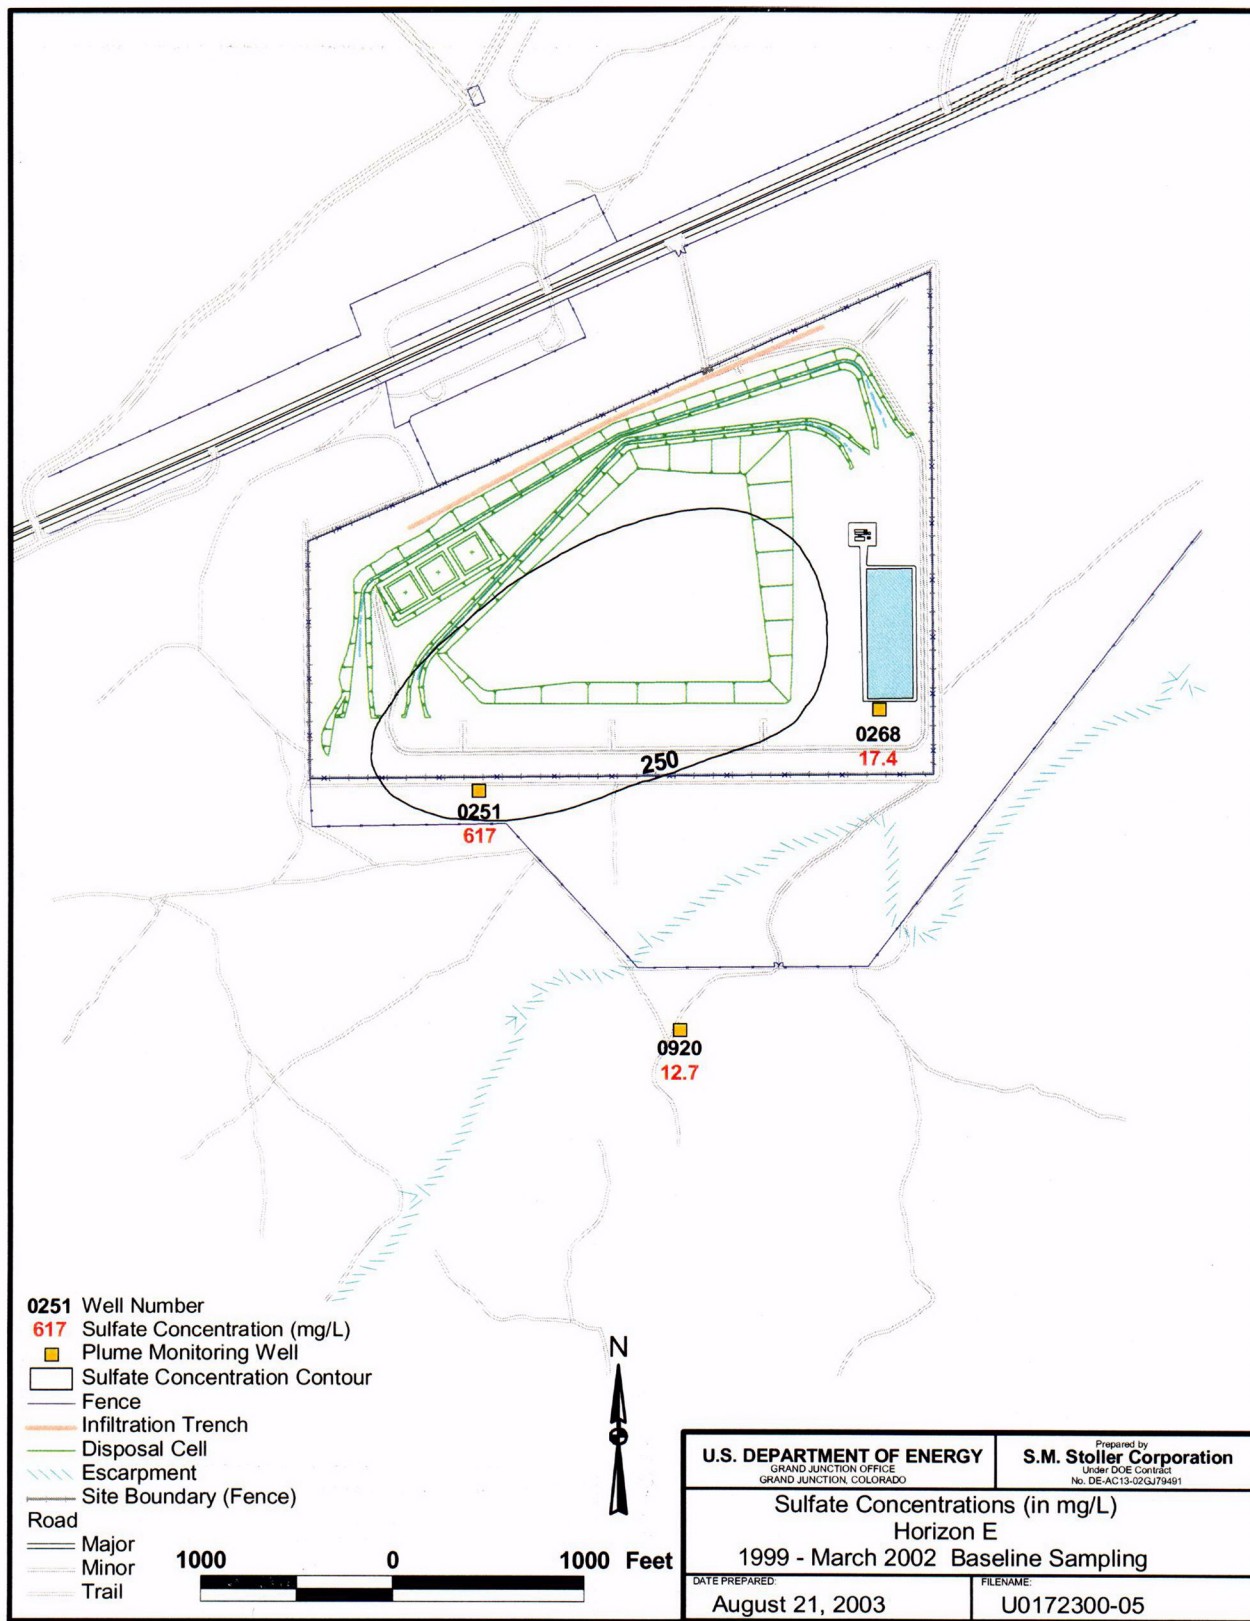 250
0268
17.4
0251
617
0920
12.7
0251 Well Number
617 Sulfate Concentration (mg/L)
Plume Monitoring Well
Sulfate Concentration Contour
Fence
Infiltration Trench
Disposal Cell
Escarpment
Site Boundary (Fence)
Road
Major
Minor
Trail
N
1000 0 1000 Feet
U.S. DEPARTMENT OF ENERGY
GRAND JUNCTION OFFICE
GRAND JUNCTION, COLORADO
Prepared by
S.M. Stoller Corporation
Under DOE Contract
No. DE-AC13-02GJ79491
Sulfate Concentrations (in mg/L)
Horizon E
1999 - March 2002 Baseline Sampling
DATE PREPARED:
August 21, 2003
FILENAME:
U0172300-05